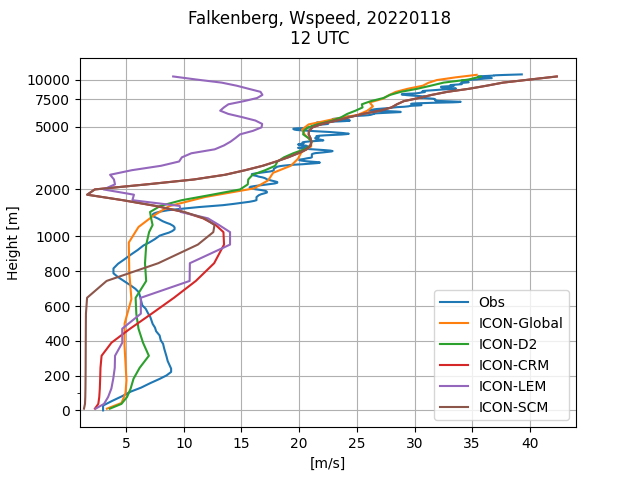 Falkenberg, Wspeed, 20220118
12 UTC
10000
7500
5000
2000
1000
800
600
400
200
0
Height [m]
Obs
ICON-Global
ICON-D2
ICON-CRM
ICON-LEM
ICON-SCM
5 10 15 20 25 30 35 40
[m/s]